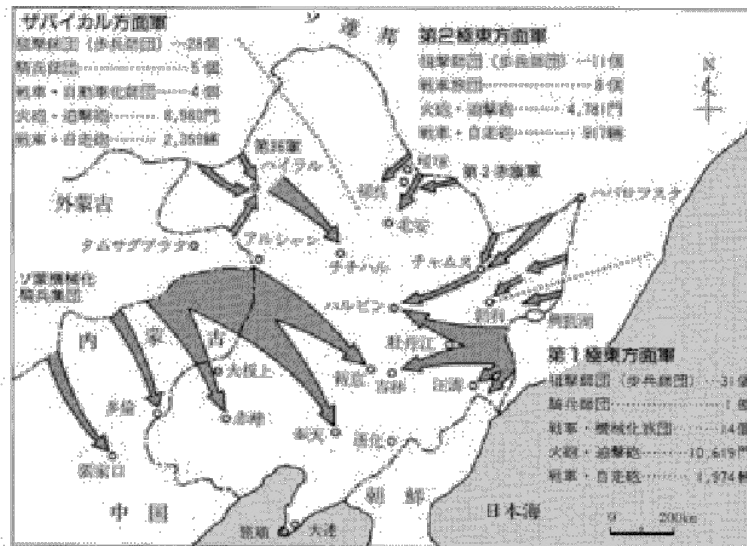 ザバイカル方面軍
狙撃師団（歩兵師団）…28個
騎兵師団………5個
戦車・自動車化師団……4個
火砲・迫撃砲……
戦車・自走砲……
ソ連邦
第2極東方面軍
狙撃師団（歩兵師団）…11個
戦車旅団………8個
火砲・迫撃砲……4,781門
戦車・自走砲……917輌
N
第36軍
ハイラル
第2赤旗軍
ハバロフスク
外蒙古
北安
タムサグブラク
アルシャン
チチハル
チャムス
ソ蒙機械化
騎兵集団
ハルビン
興凱湖
内蒙古
牡丹江
新京
吉林
汪清
大板上
多倫
赤峰
奉天
通化
張家口
第1極東方面軍
狙撃師団（歩兵師団）…31個
騎兵師団………1個
戦車・機械化旅団……14個
火砲・迫撃砲……10,619門
戦車・自走砲……1,974輌
中国
朝鮮
日本海
旅順
大連
0 200km